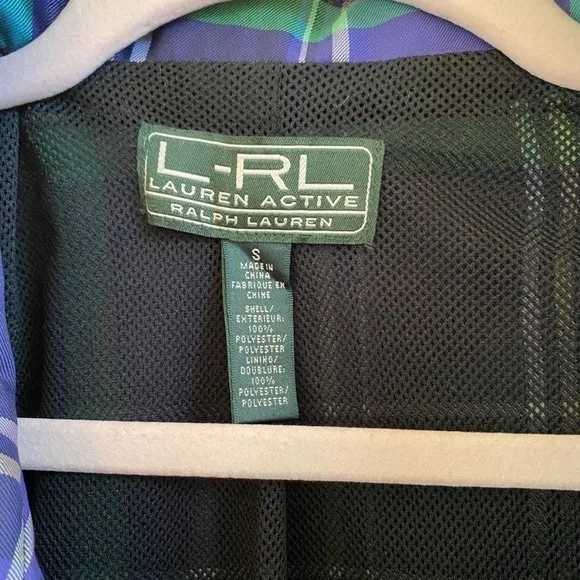 L-RL
LAUREN ACTIVE
RALPH LAUREN
S
MADE IN
CHINA
FABRIQUE EN
CHINE
SHELL/
EXTERIEUR:
100%
POLYESTER/
POLYESTER
LINING/
DOUBLURE:
100%
POLYESTER/
POLYESTER